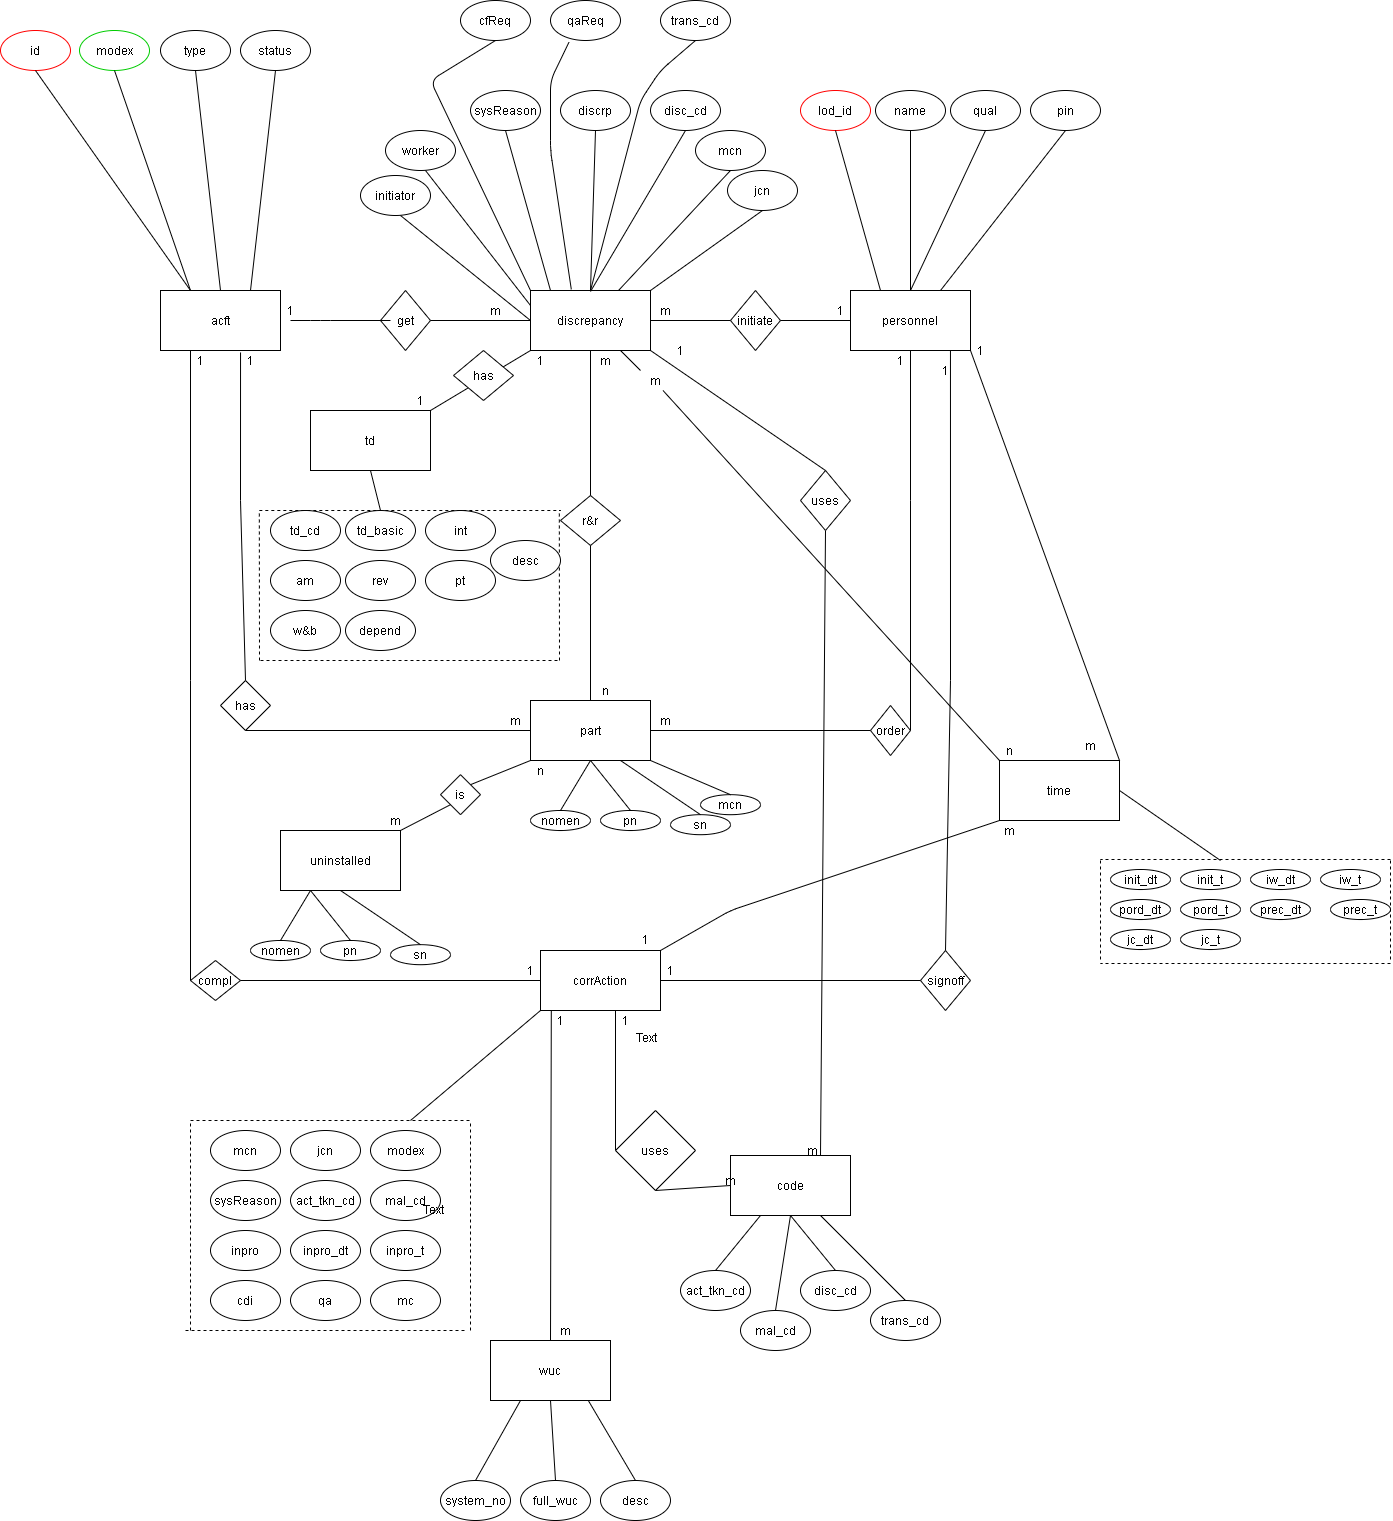 cfReq
qaReq
trans_cd
id
modex
type
status
sysReason
discrp
disc_cd
lod_id
name
qual
pin
worker
mcn
initiator
jcn
acft
1
get
m
discrepancy
m
initiate
1
personnel
1
1
has
1
m
1
1
1
1
m
1
td
uses
td_cd
td_basic
int
r&r
desc
am
rev
pt
w&b
depend
has
n
m
part
m
order
n
m
is
n
time
nomen
pn
sn
mcn
m
uninstalled
m
init_dt
init_t
iw_dt
iw_t
pord_dt
pord_t
prec_dt
prec_t
jc_dt
jc_t
nomen
pn
sn
1
compl
1
corrAction
1
signoff
1
1
Text
mcn
jcn
modex
uses
m
m
code
sysReason
act_tkn_cd
mal_cd
Text
inpro
inpro_dt
inpro_t
cdi
qa
mc
act_tkn_cd
disc_cd
mal_cd
trans_cd
m
wuc
system_no
full_wuc
desc